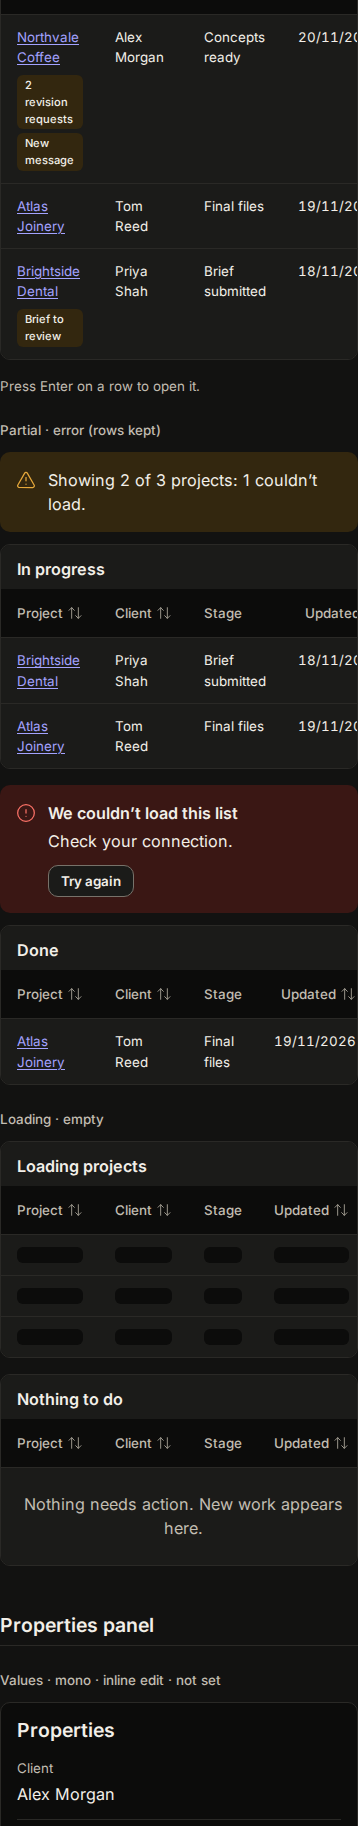 Northvale Alex Concepts 20/11/20
Coffee Morgan ready
2
revision
requests
New
message
Atlas Tom Final files 19/11/20
Joinery Reed
Brightside Priya Brief 18/11/20
Dental Shah submitted
Brief to
review
Press Enter on a row to open it.
Partial · error (rows kept)
Showing 2 of 3 projects: 1 couldn’t
load.
In progress
Project Client Stage Updated
Brightside Priya Brief 18/11/20
Dental Shah submitted
Atlas Tom Final files 19/11/20
Joinery Reed
We couldn’t load this list
Check your connection.
Try again
Done
Project Client Stage Updated
Atlas Tom Final 19/11/2026
Joinery Reed files
Loading · empty
Loading projects
Project Client Stage Updated
Nothing to do
Project Client Stage Updated
Nothing needs action. New work appears
here.
Properties panel
Values · mono · inline edit · not set
Properties
Client
Alex Morgan